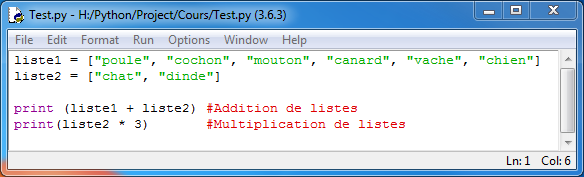 Test.py - H:/Python/Project/Cours/Test.py (3.6.3)
File Edit Format Run Options Window Help
liste1 = ["poule", "cochon", "mouton", "canard", "vache", "chien"]
liste2 = ["chat", "dinde"]
print (liste1 + liste2) #Addition de listes
print(liste2 * 3) #Multiplication de listes
Ln: 1 Col: 6